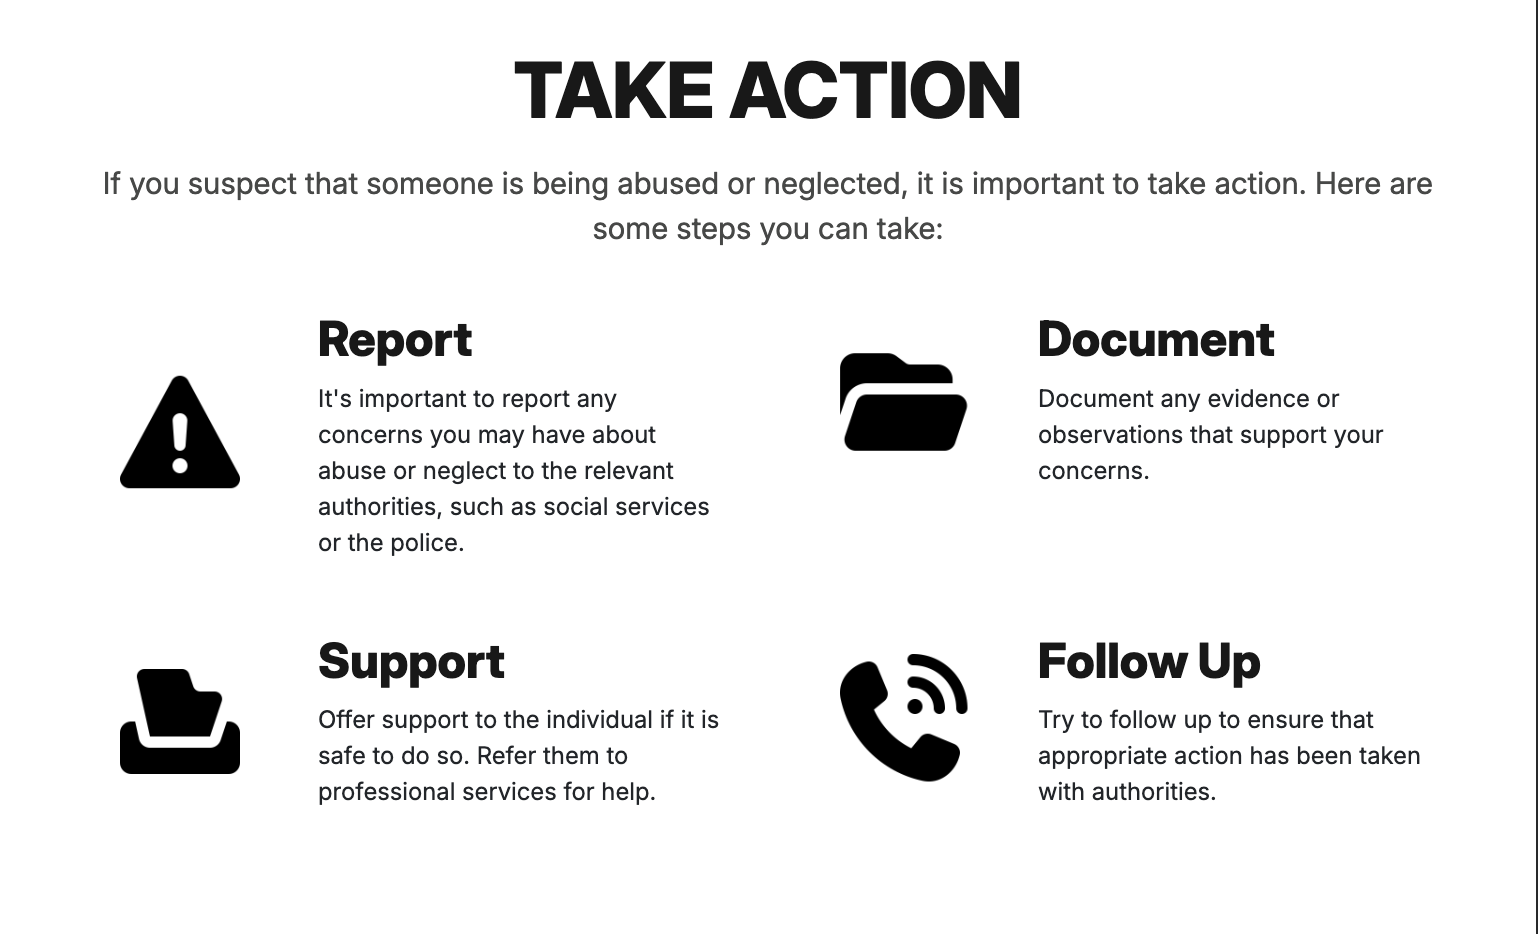 TAKE ACTION
If you suspect that someone is being abused or neglected, it is important to take action. Here are
some steps you can take:
Report
It's important to report any
concerns you may have about
abuse or neglect to the relevant
authorities, such as social services
or the police.
Document
Document any evidence or
observations that support your
concerns.
Support
Offer support to the individual if it is
safe to do so. Refer them to
professional services for help.
Follow Up
Try to follow up to ensure that
appropriate action has been taken
with authorities.